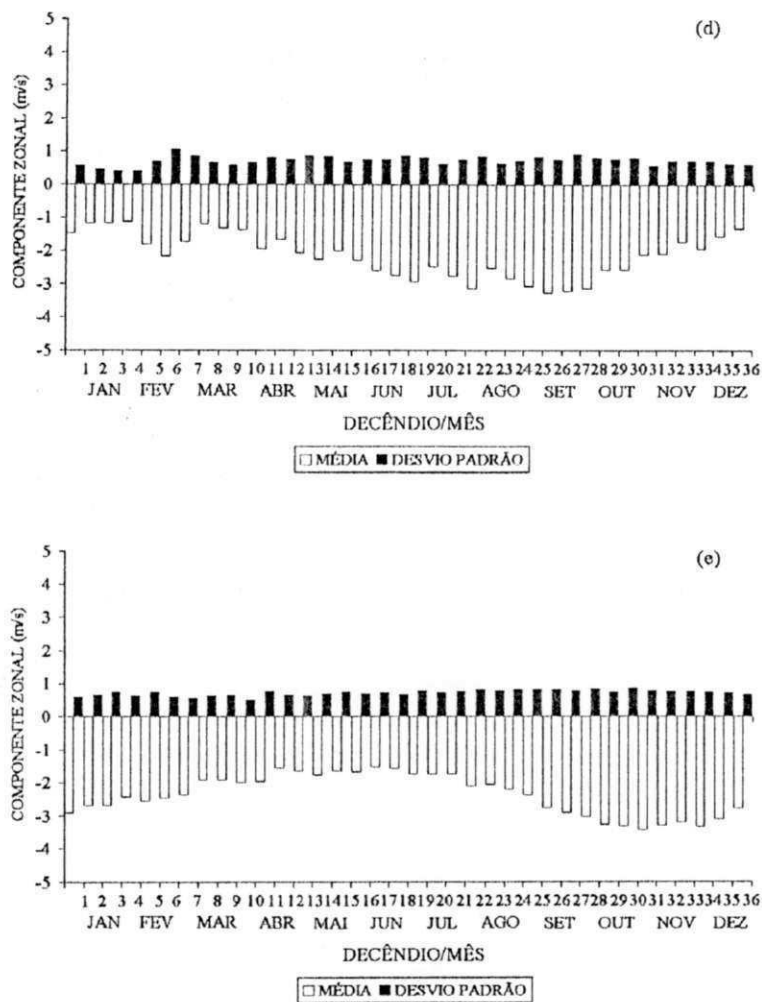 (d)
COMPONENTE ZONAL (m/s)
5
4
3
2
1
0
-1
-2
-3
-4
-5
1 2 3 4 5 6 7 8 9 10 11 12 13 14 15 16 17 18 19 20 21 22 23 24 25 26 27 28 29 30 31 32 33 34 35 36
JAN FEV MAR ABR MAI JUN JUL AGO SET OUT NOV DEZ
DECÊNDIO/MÊS
MÉDIA DESVIO PADRÃO
(e)
COMPONENTE ZONAL (m/s)
5
4
3
2
1
0
-1
-2
-3
-4
-5
1 2 3 4 5 6 7 8 9 10 11 12 13 14 15 16 17 18 19 20 21 22 23 24 25 26 27 28 29 30 31 32 33 34 35 36
JAN FEV MAR ABR MAI JUN JUL AGO SET OUT NOV DEZ
DECÊNDIO/MÊS
MÉDIA DESVIO PADRÃO